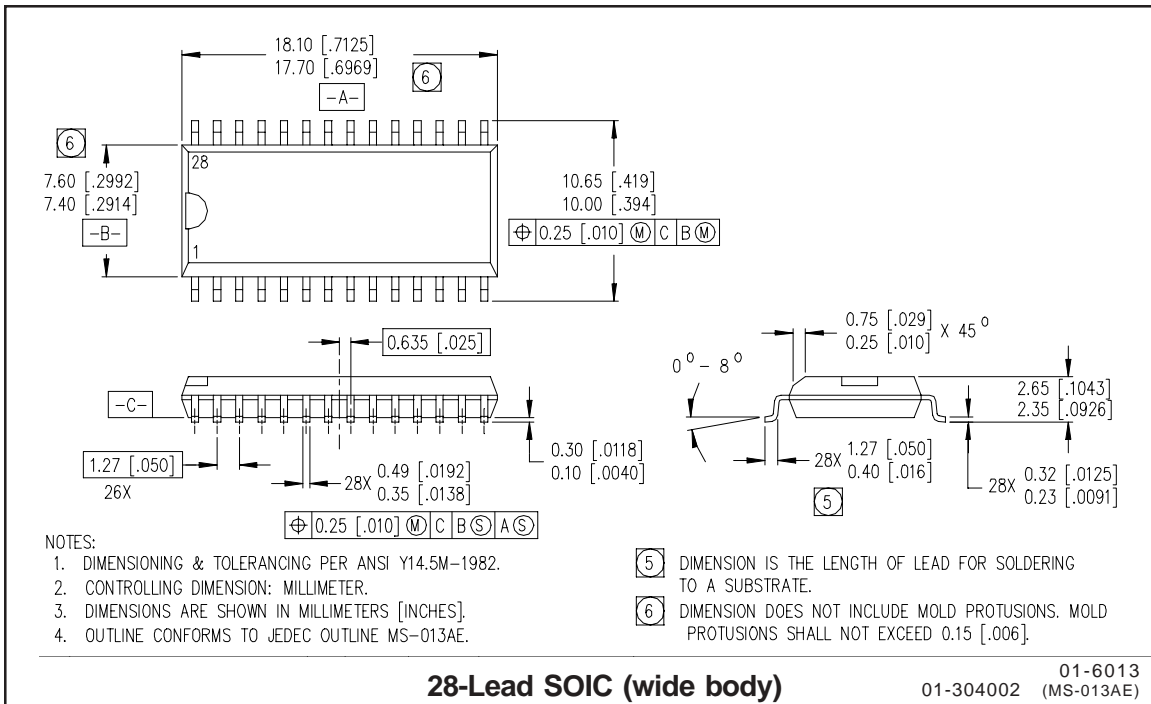 18.10 [.7125]
17.70 [.6969]
6
-A-
6
28
7.60 [.2992]
7.40 [.2914]
-B-
1
10.65 [.419]
10.00 [.394]
⌖ 0.25 [.010] Ⓜ C B Ⓜ
0.635 [.025]
-C-
1.27 [.050]
26X
28X 0.49 [.0192]
0.35 [.0138]
⌖ 0.25 [.010] Ⓜ C B Ⓢ A Ⓢ
0.30 [.0118]
0.10 [.0040]
0.75 [.029]
0.25 [.010] X 45°
0° - 8°
2.65 [.1043]
2.35 [.0926]
28X 1.27 [.050]
0.40 [.016]
5
28X 0.32 [.0125]
0.23 [.0091]
NOTES:
1. DIMENSIONING & TOLERANCING PER ANSI Y14.5M-1982.
2. CONTROLLING DIMENSION: MILLIMETER.
3. DIMENSIONS ARE SHOWN IN MILLIMETERS [INCHES].
4. OUTLINE CONFORMS TO JEDEC OUTLINE MS-013AE.
5 DIMENSION IS THE LENGTH OF LEAD FOR SOLDERING
TO A SUBSTRATE.
6 DIMENSION DOES NOT INCLUDE MOLD PROTUSIONS. MOLD
PROTUSIONS SHALL NOT EXCEED 0.15 [.006].
28-Lead SOIC (wide body)
01-6013
01-304002 (MS-013AE)